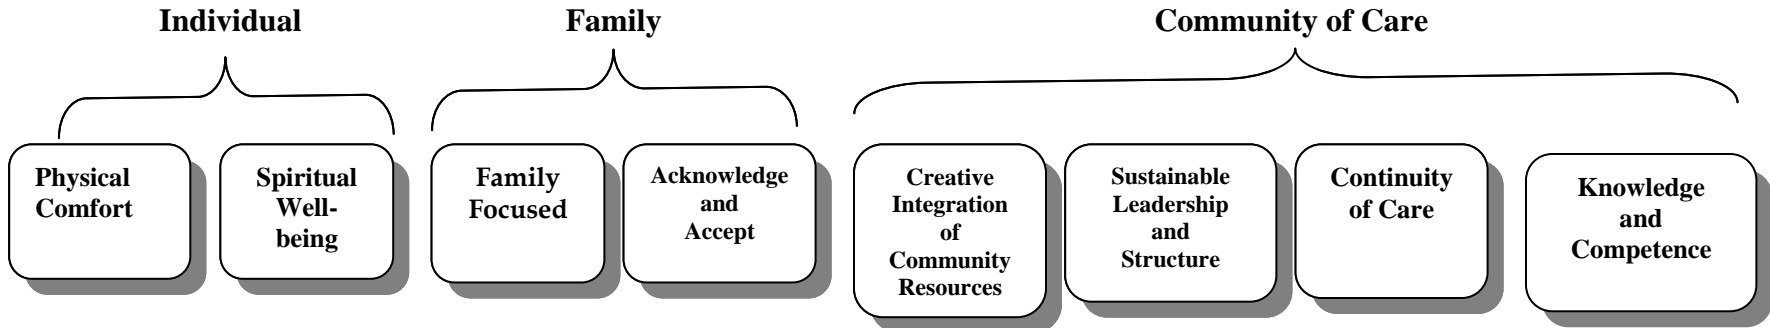 Individual
Family
Community of Care
Physical
Comfort
Spiritual
Well-
being
Family
Focused
Acknowledge
and
Accept
Creative
Integration
of
Community
Resources
Sustainable
Leadership
and
Structure
Continuity
of Care
Knowledge
and
Competence